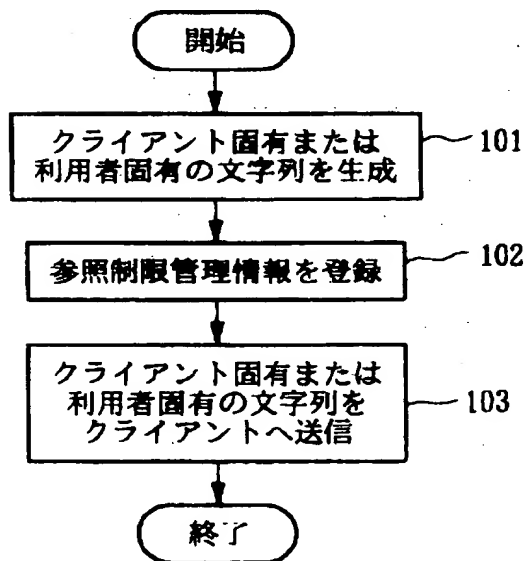 開始
クライアント固有または
利用者固有の文字列を生成
101
参照制限管理情報を登録
102
クライアント固有または
利用者固有の文字列を
クライアントへ送信
103
終了